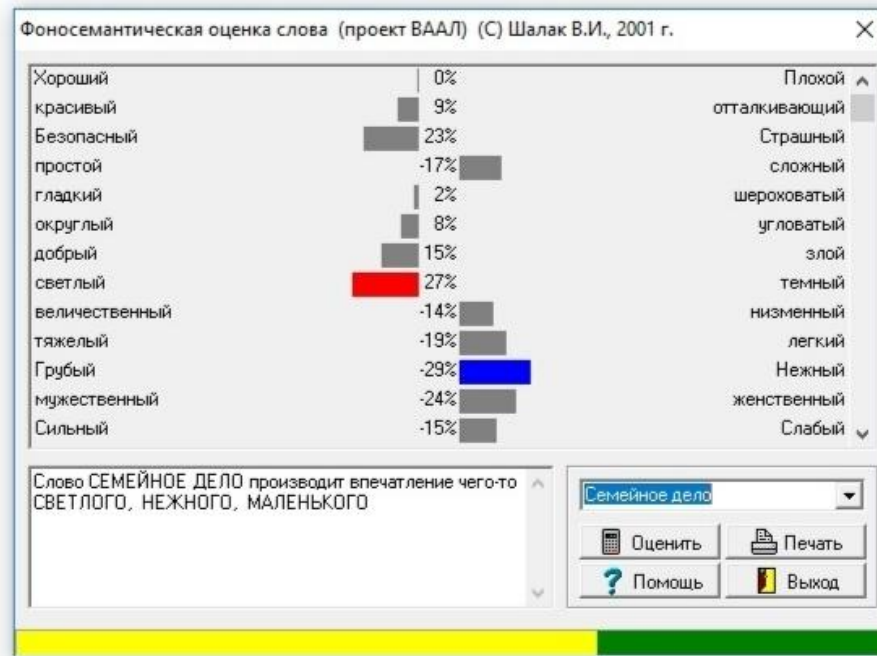 Фоносемантическая оценка слова (проект ВААЛ) (C) Шалак В.И., 2001 г.
Хороший 0% Плохой
красивый 9% отталкивающий
Безопасный 23% Страшный
простой -17% сложный
гладкий 2% шероховатый
округлый 8% угловатый
добрый 15% злой
светлый 27% темный
величественный -14% низменный
тяжелый -19% легкий
Грубый -29% Нежный
мужественный -24% женственный
Сильный -15% Слабый
Слово СЕМЕЙНОЕ ДЕЛО производит впечатление чего-то
СВЕТЛОГО, НЕЖНОГО, МАЛЕНЬКОГО
Семейное дело
Оценить Печать
Помощь Выход